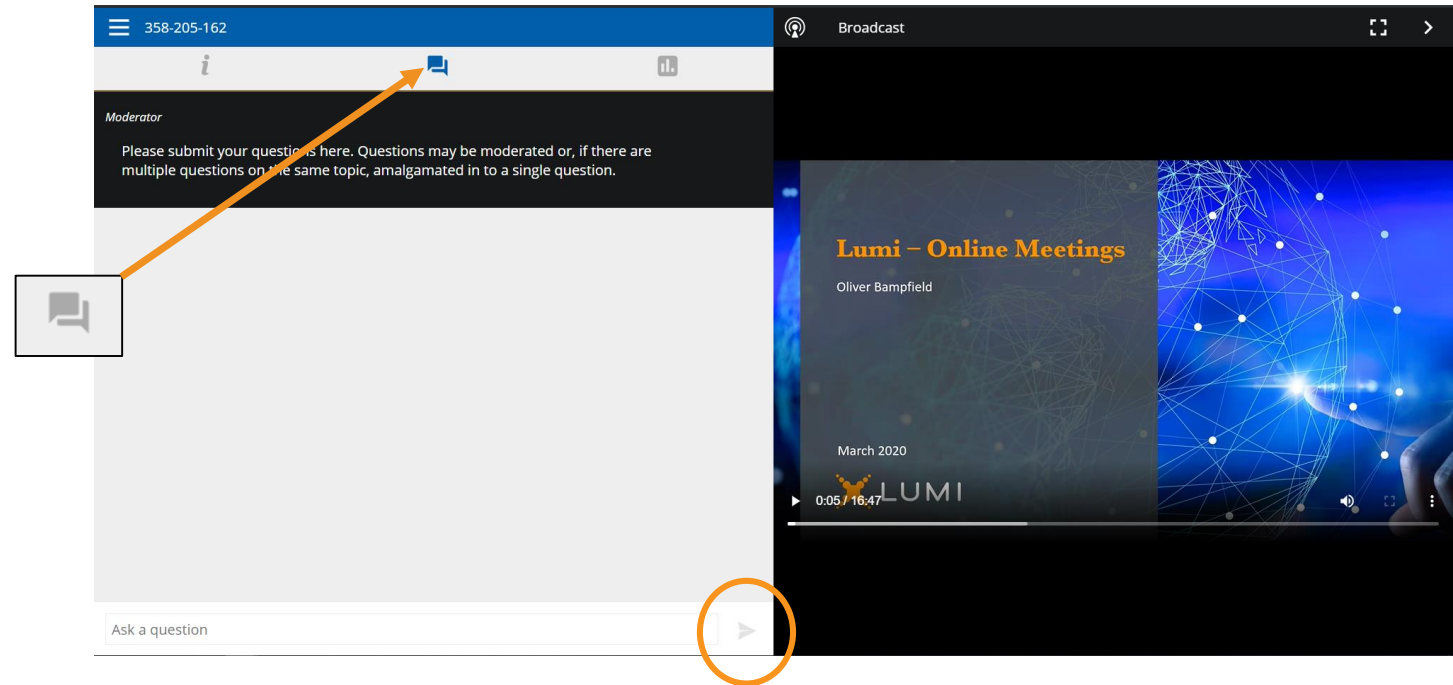 358-205-162
Broadcast
i
Moderator
Please submit your questions here. Questions may be moderated or, if there are
multiple questions on the same topic, amalgamated in to a single question.
Ask a question
Lumi – Online Meetings
Oliver Bampfield
March 2020
LUMI
0:05 / 16:47